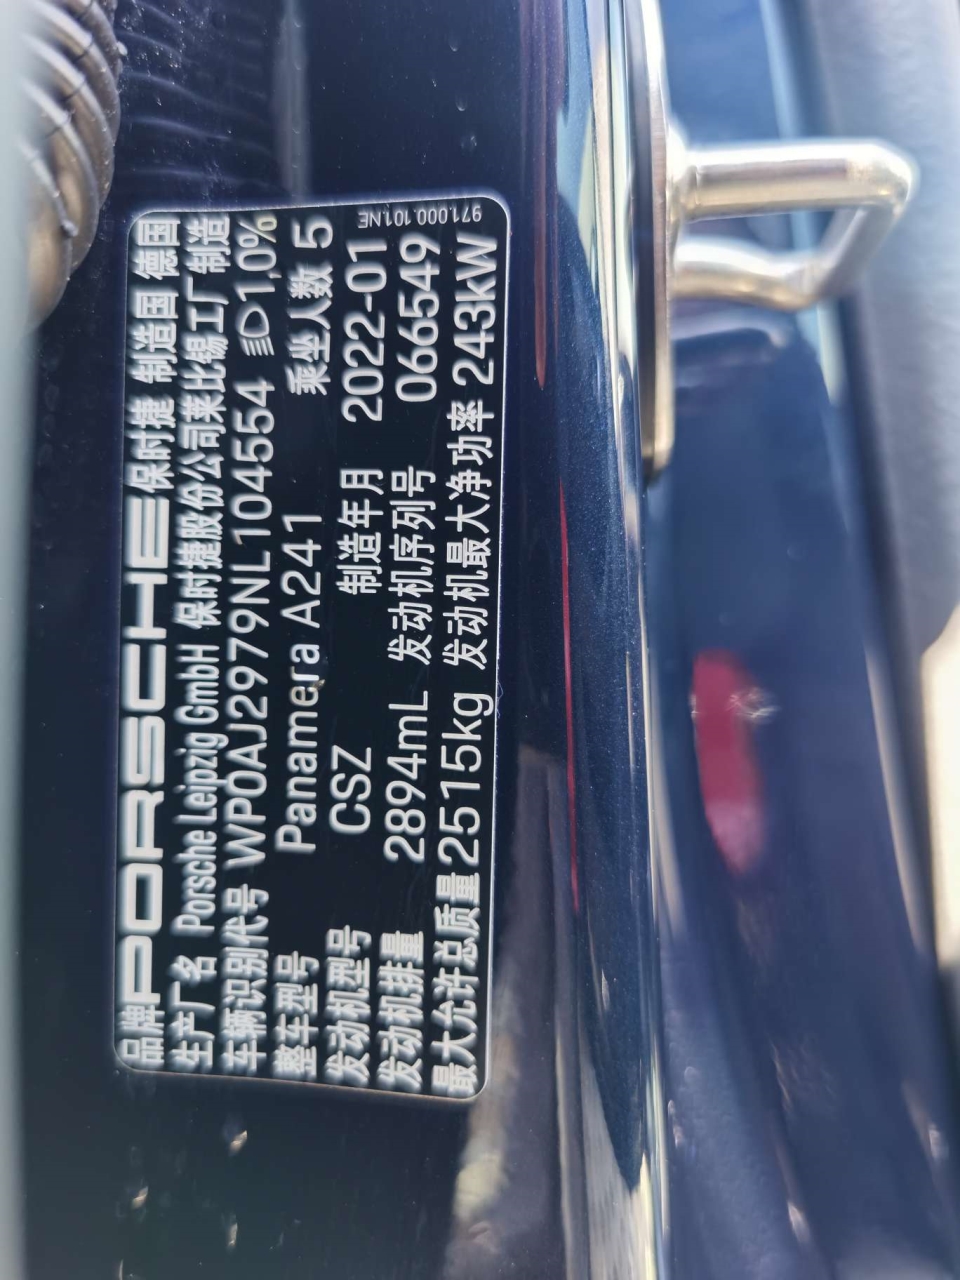 971.000.101.NE
品牌 PORSCHE 保时捷 制造国 德国
生产厂名 Porsche Leipzig GmbH 保时捷股份公司莱比锡工厂制造
车辆识别代号 WP0AJ2979NL104554 1,0%
整车型号 Panamera A241 乘坐人数 5
发动机型号 CSZ 制造年月 2022-01
发动机排量 2894mL 发动机序列号 066549
最大允许总质量 2515kg 发动机最大净功率 243kW